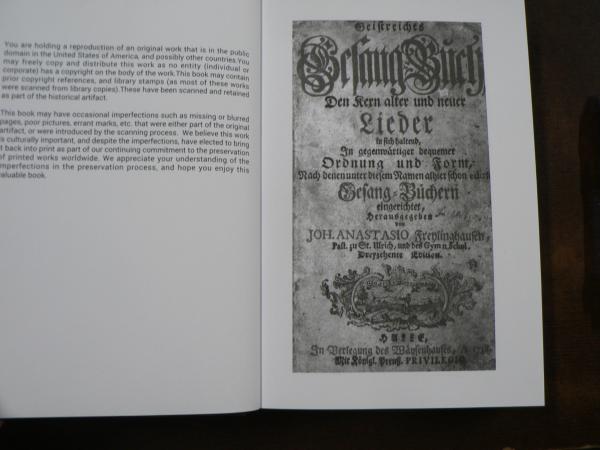 You are holding a reproduction of an original work that is in the public
domain in the United States of America, and possibly other countries.You
may freely copy and distribute this work as no entity (individual or
corporate) has a copyright on the body of the work.This book may contain
prior copyright references, and library stamps (as most of these works
were scanned from library copies).These have been scanned and retained
as part of the historical artifact.
This book may have occasional imperfections such as missing or blurred
pages, poor pictures, errant marks, etc. that were either part of the original
artifact, or were introduced by the scanning process. We believe this work
is culturally important, and despite the imperfections, have elected to bring
it back into print as part of our continuing commitment to the preservation
of printed works worldwide. We appreciate your understanding of the
imperfections in the preservation process, and hope you enjoy this
valuable book.
Geistreiches
Gesang Buch
Den Kern alter und neuer
Lieder
in sich haltend,
In gegenwärtiger bequemer
Ordnung und Form,
Nach denen unter diesem Namen alhier schon edirten
Gesang-Büchern
eingerichtet,
Herausgegeben
von
JOH. ANASTASIO Freylinghausen,
Past. zu St. Ulrich, und des Gymn. Schol.
Dreyzehente Edition.
HALLE,
In Verlegung des Wäysenhauses,
Mit Königl. Preuß. PRIVILEGIO